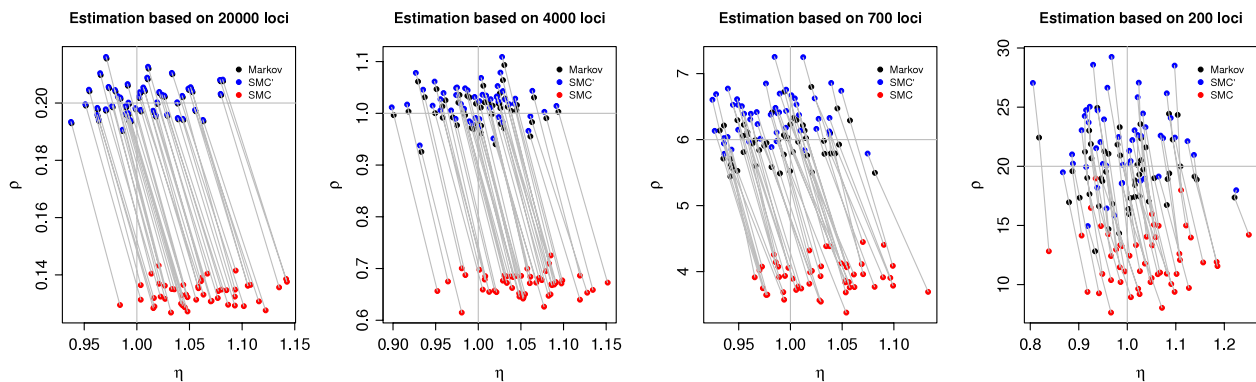 Estimation based on 20000 loci
ρ
0.20
0.18
0.16
0.14
Markov
SMC'
SMC
0.95
1.00
1.05
1.10
1.15
η
Estimation based on 4000 loci
ρ
1.1
1.0
0.9
0.8
0.7
0.6
Markov
SMC'
SMC
0.90
0.95
1.00
1.05
1.10
1.15
η
Estimation based on 700 loci
ρ
7
6
5
4
Markov
SMC'
SMC
0.95
1.00
1.05
1.10
η
Estimation based on 200 loci
ρ
30
25
20
15
10
Markov
SMC'
SMC
0.8
0.9
1.0
1.1
1.2
η